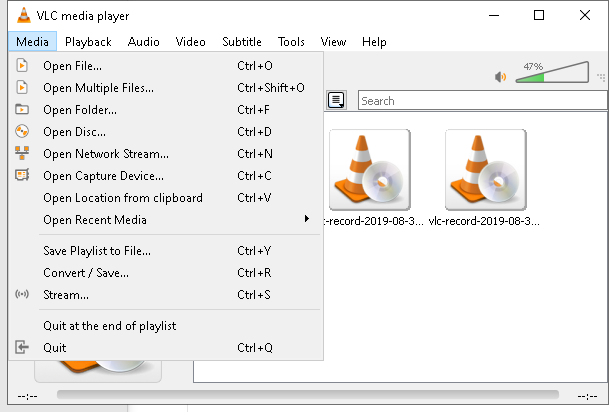 VLC media player
Media Playback Audio Video Subtitle Tools View Help
Open File... Ctrl+O
Open Multiple Files... Ctrl+Shift+O
Open Folder... Ctrl+F
Open Disc... Ctrl+D
Open Network Stream... Ctrl+N
Open Capture Device... Ctrl+C
Open Location from clipboard Ctrl+V
Open Recent Media
Save Playlist to File... Ctrl+Y
Convert / Save... Ctrl+R
Stream... Ctrl+S
Quit at the end of playlist
Quit Ctrl+Q
47%
Search
:-record-2019-08-3... vlc-record-2019-08-3...
--:-- --:--